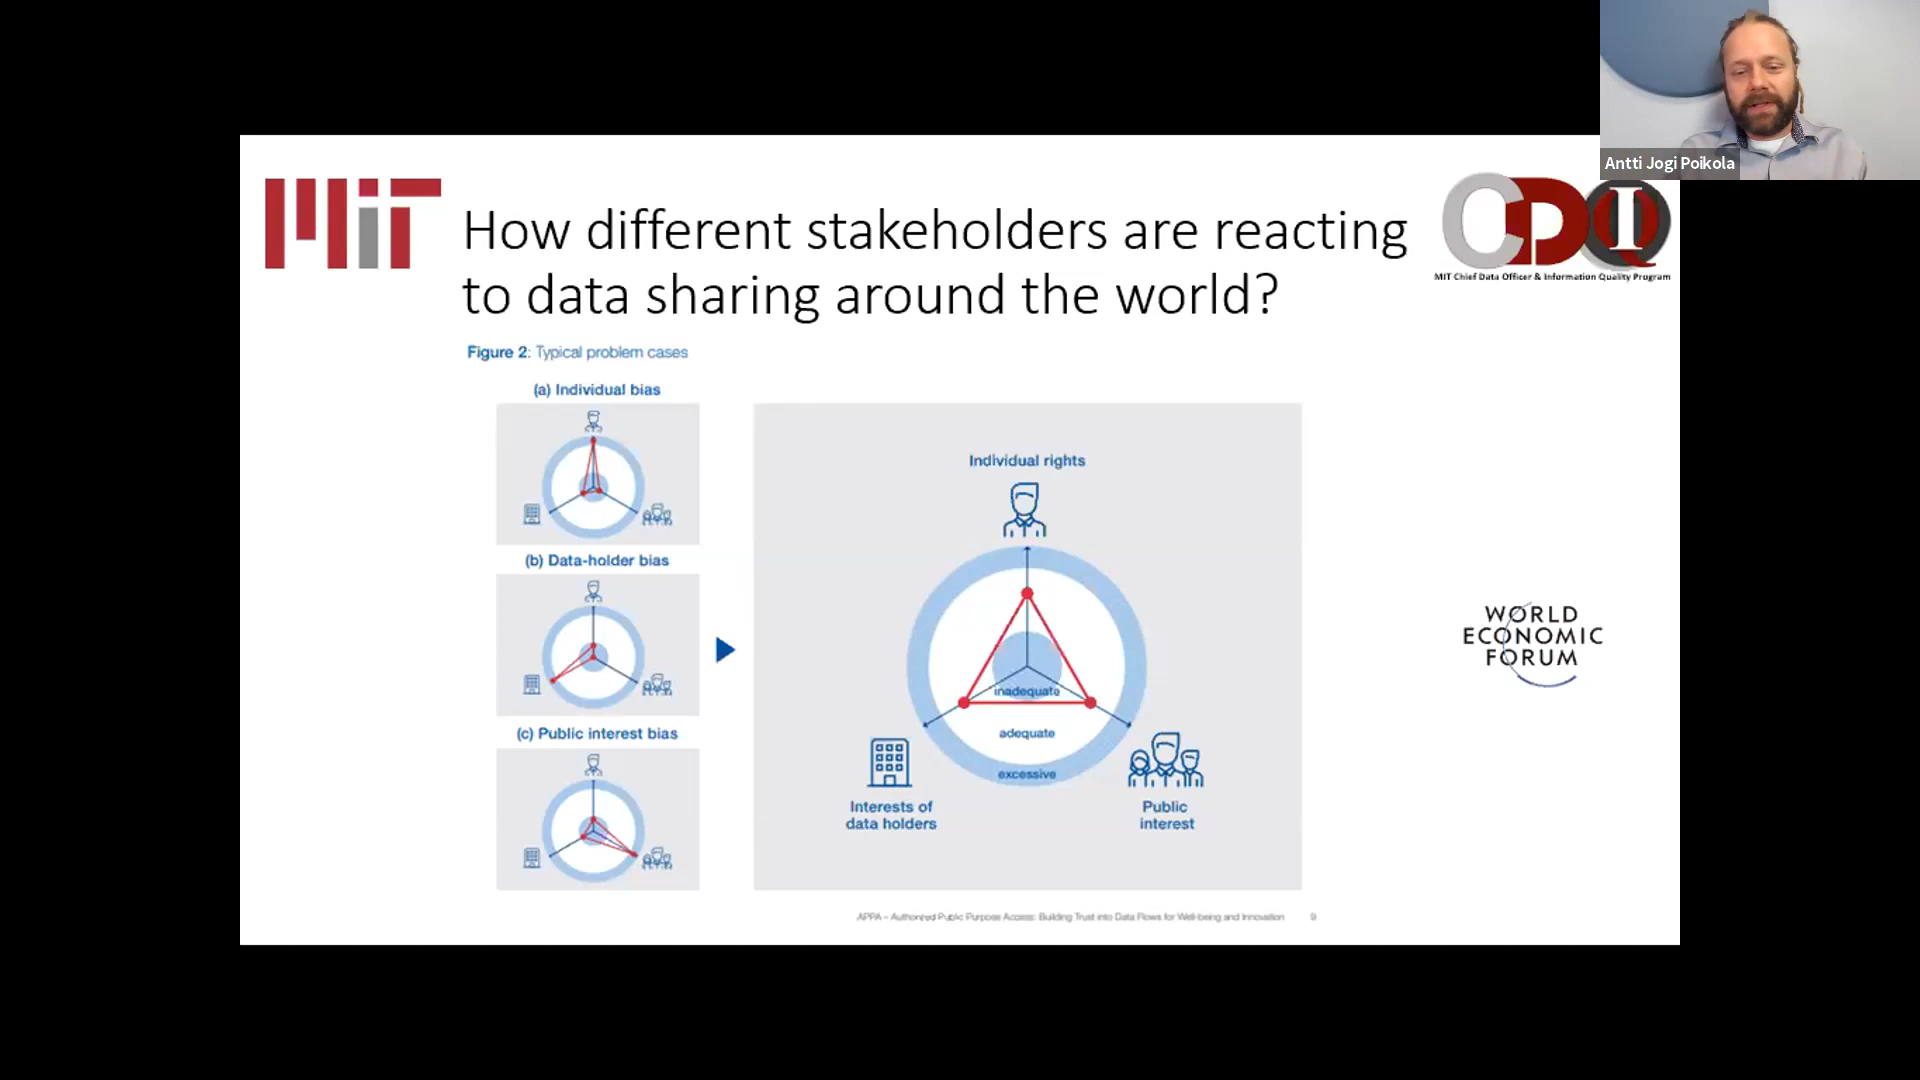 Antti Jogi Poikola
MIT
CDQI
MIT Chief Data Officer & Information Quality Program
How different stakeholders are reacting
to data sharing around the world?
Figure 2: Typical problem cases
(a) Individual bias
(b) Data-holder bias
(c) Public interest bias
Individual rights
inadequate
adequate
excessive
Interests of
data holders
Public
interest
WORLD
ECONOMIC
FORUM
APPA – Authorized Public Purpose Access: Building Trust into Data Flows for Well-being and Innovation
9